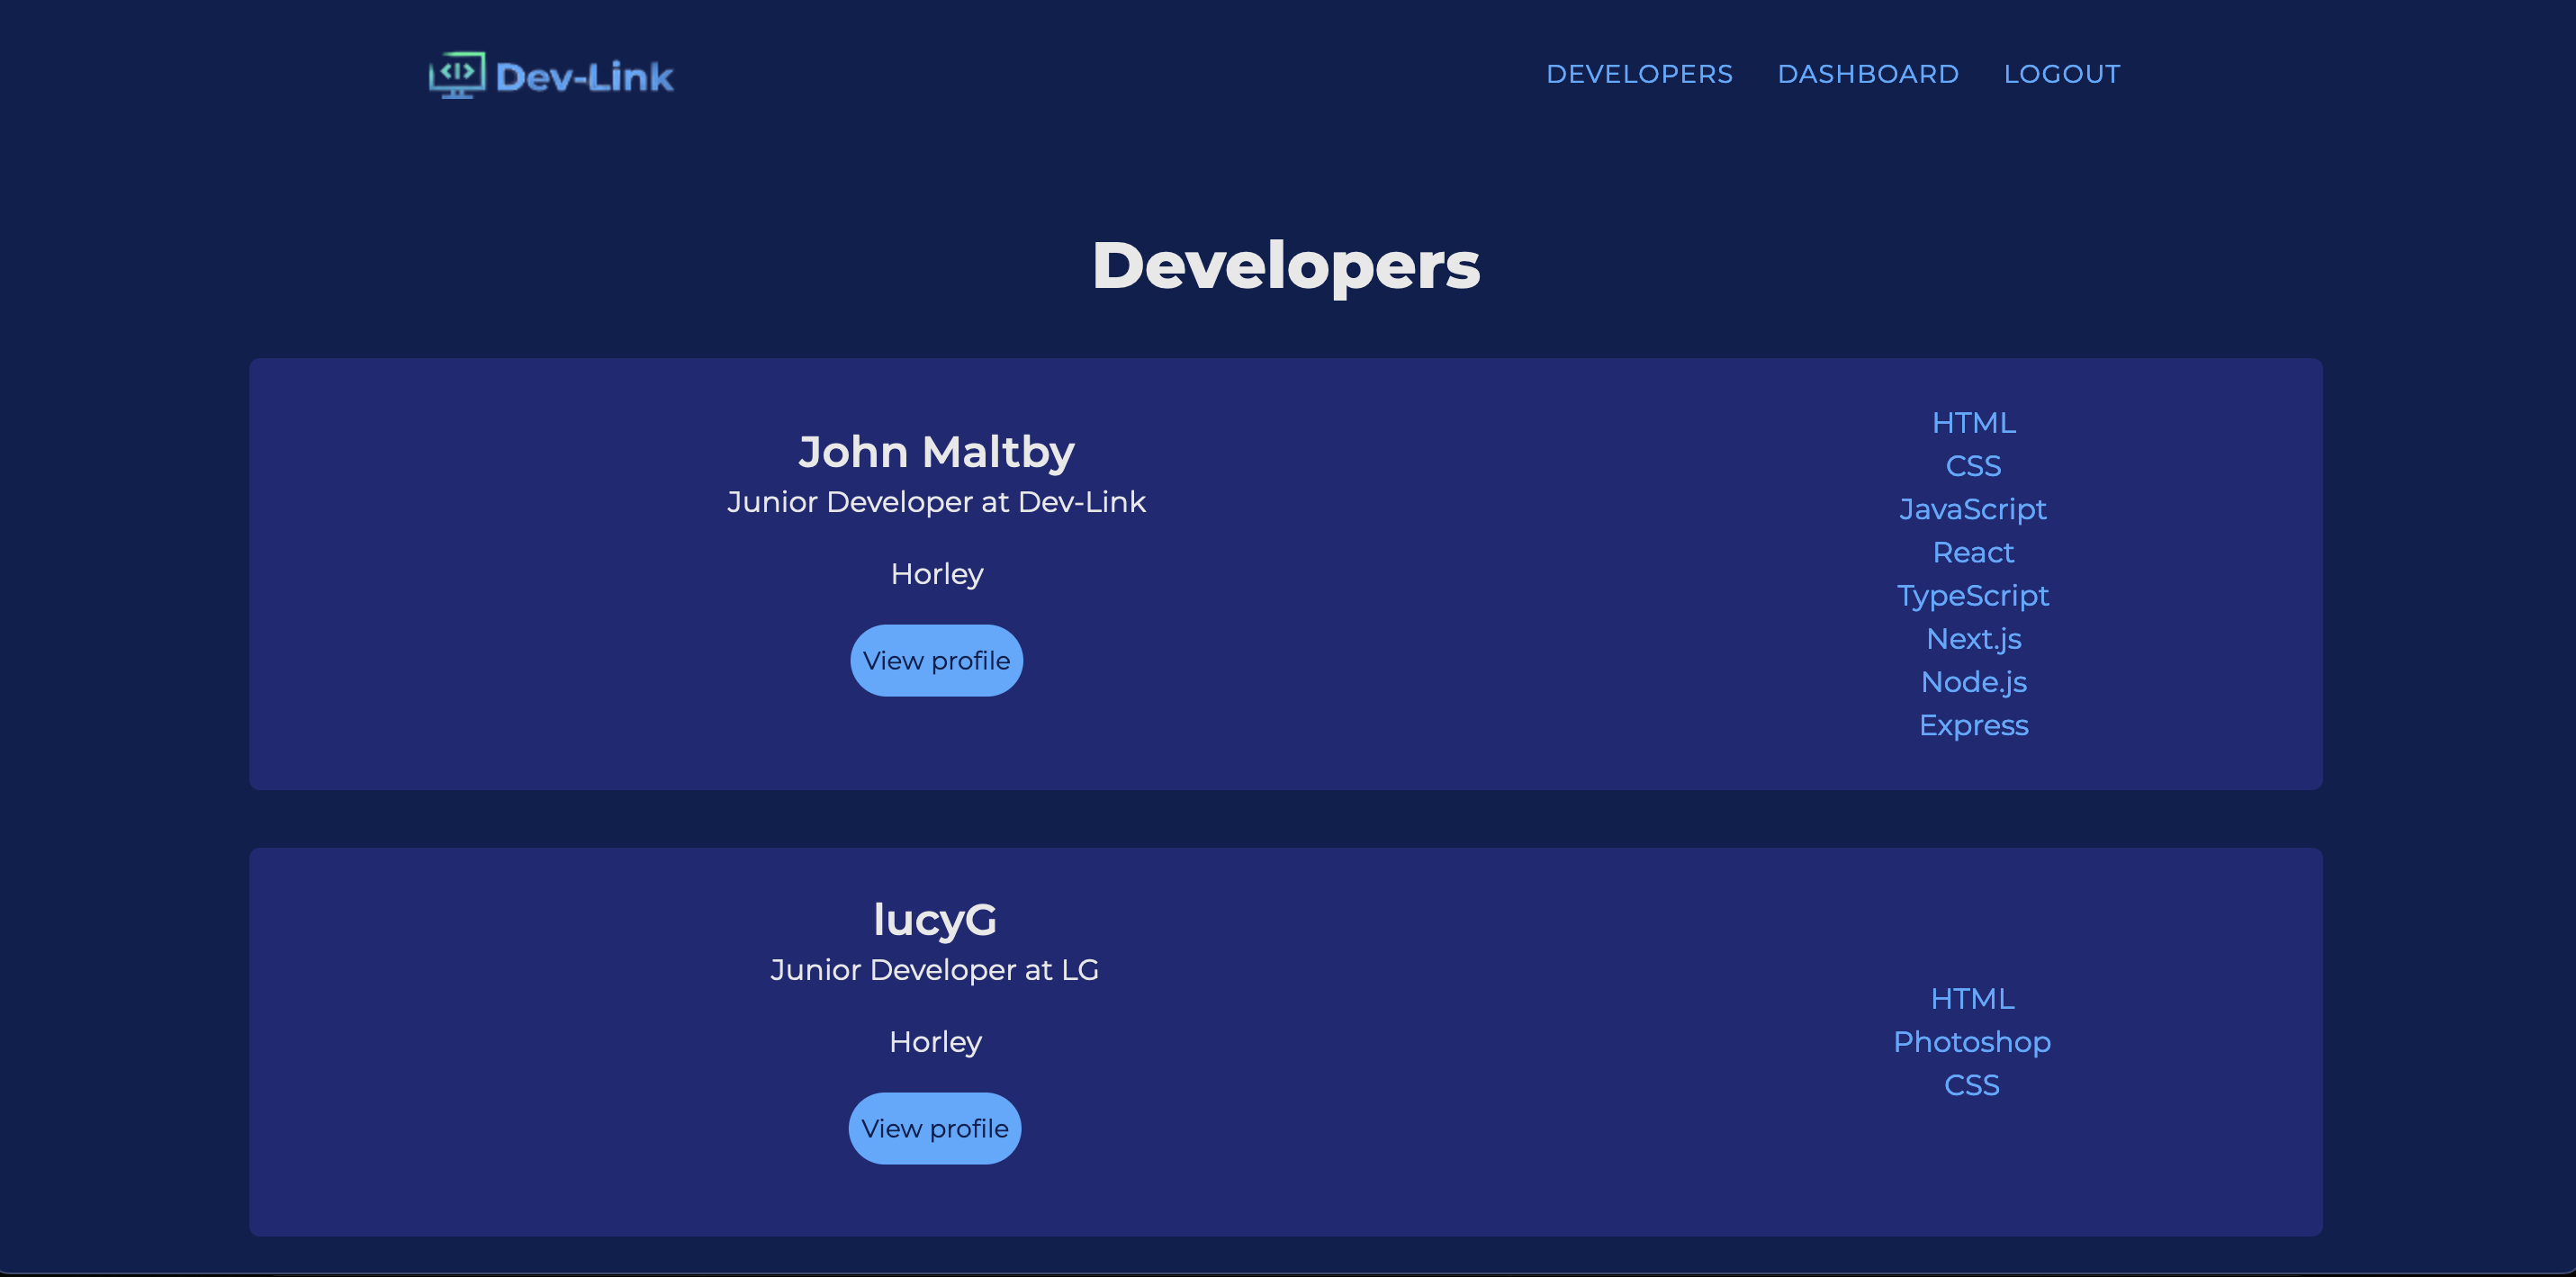 Dev-Link
DEVELOPERS DASHBOARD LOGOUT
Developers
John Maltby
Junior Developer at Dev-Link
Horley
View profile
HTML
CSS
JavaScript
React
TypeScript
Next.js
Node.js
Express
lucyG
Junior Developer at LG
Horley
View profile
HTML
Photoshop
CSS